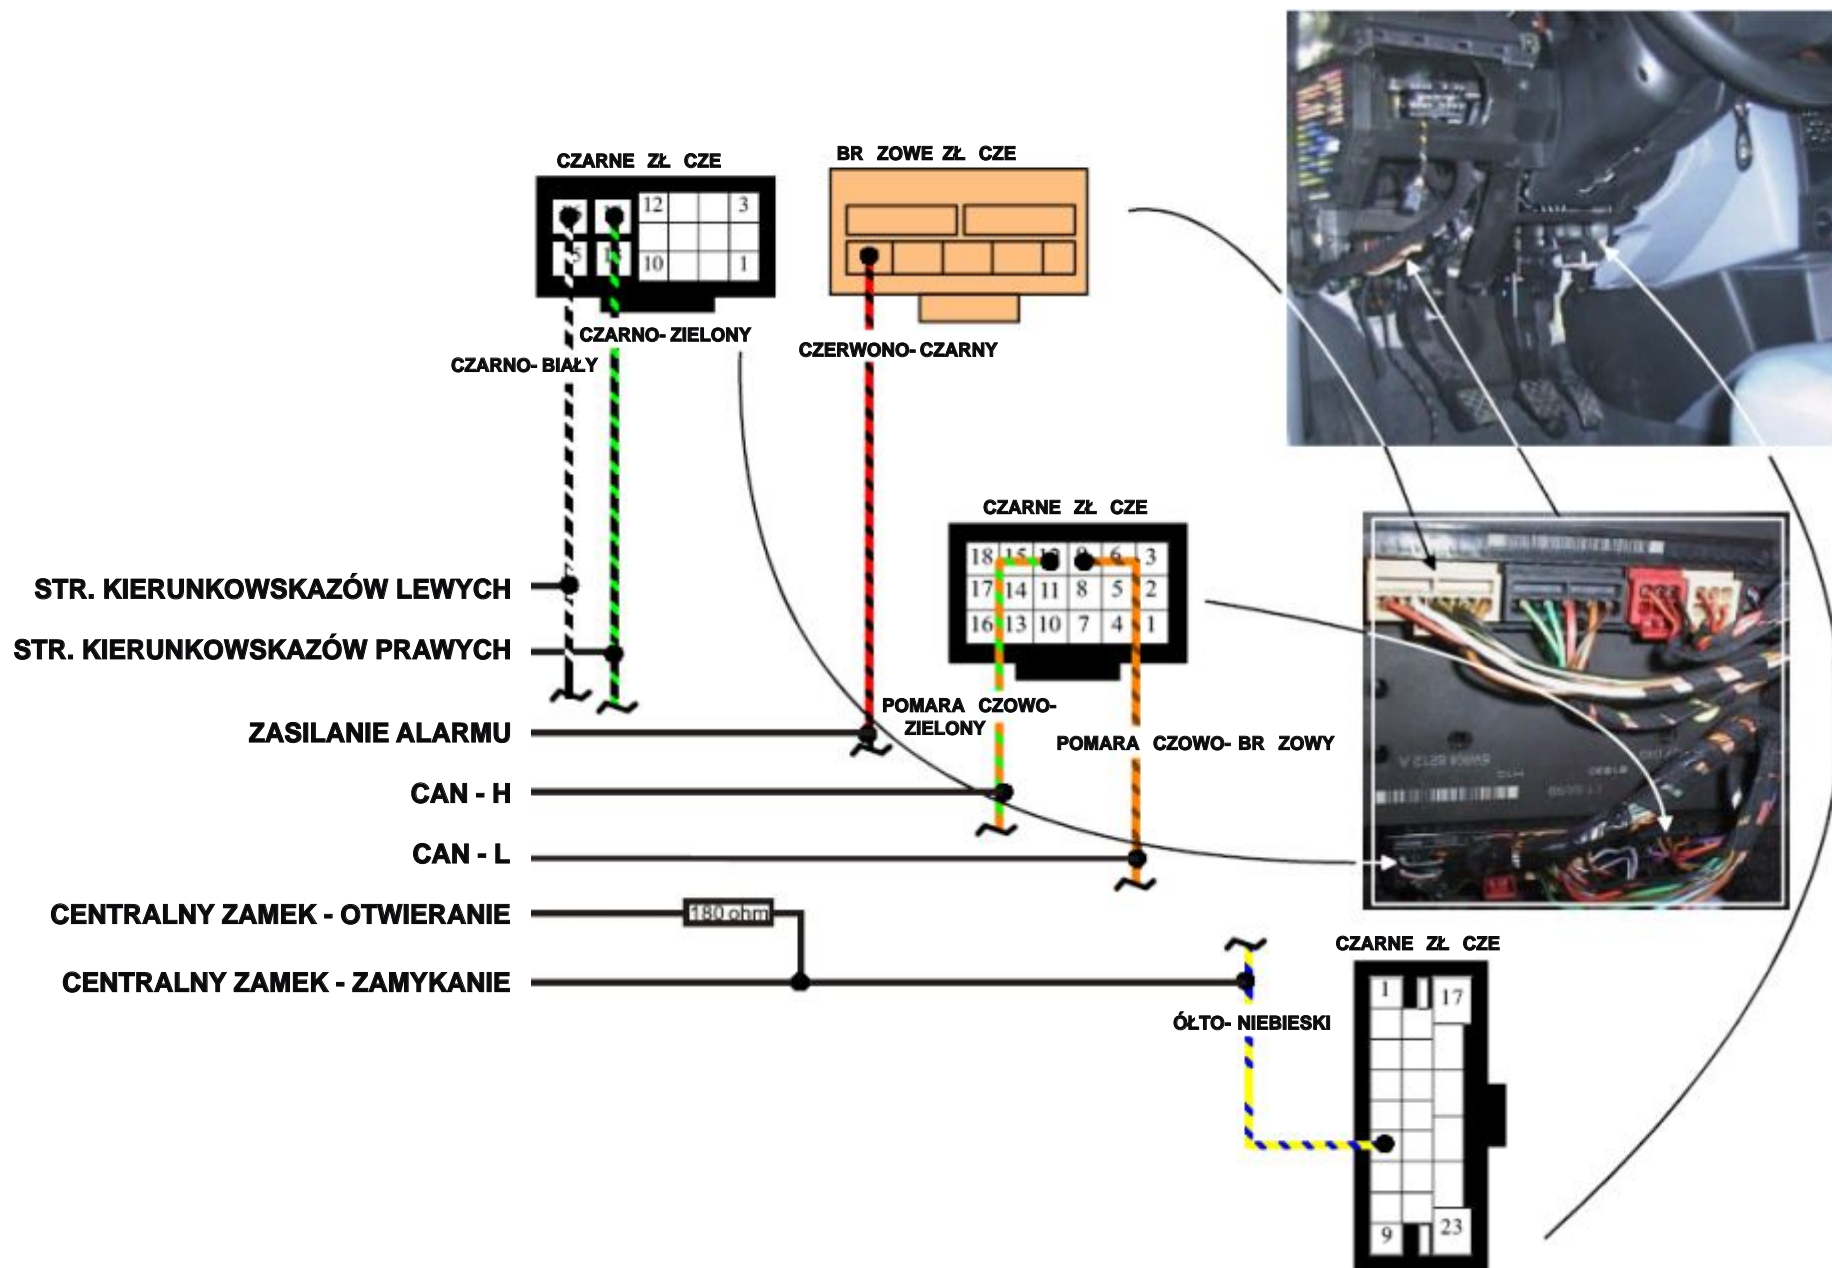 CZARNE ZŁ CZE
BR ZOWE ZŁ CZE
12 3
10 1
CZARNO- ZIELONY
CZARNO- BIAŁY
CZERWONO- CZARNY
CZARNE ZŁ CZE
18 15 12 9 6 3
17 14 11 8 5 2
16 13 10 7 4 1
STR. KIERUNKOWSKAZÓW LEWYCH
STR. KIERUNKOWSKAZÓW PRAWYCH
POMARA CZOWO-
ZIELONY
ZASILANIE ALARMU
POMARA CZOWO- BR ZOWY
CAN - H
CAN - L
CENTRALNY ZAMEK - OTWIERANIE
180 ohm
CENTRALNY ZAMEK - ZAMYKANIE
CZARNE ZŁ CZE
1 17
ÓŁTO- NIEBIESKI
9 23